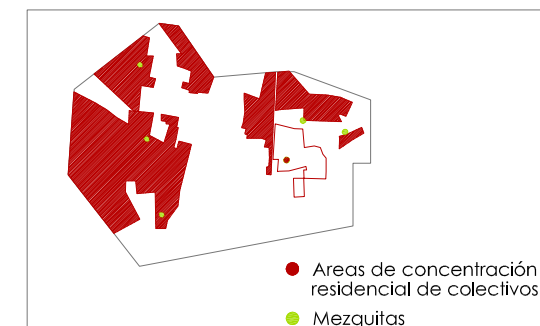 Areas de concentración
residencial de colectivos
Mezquitas